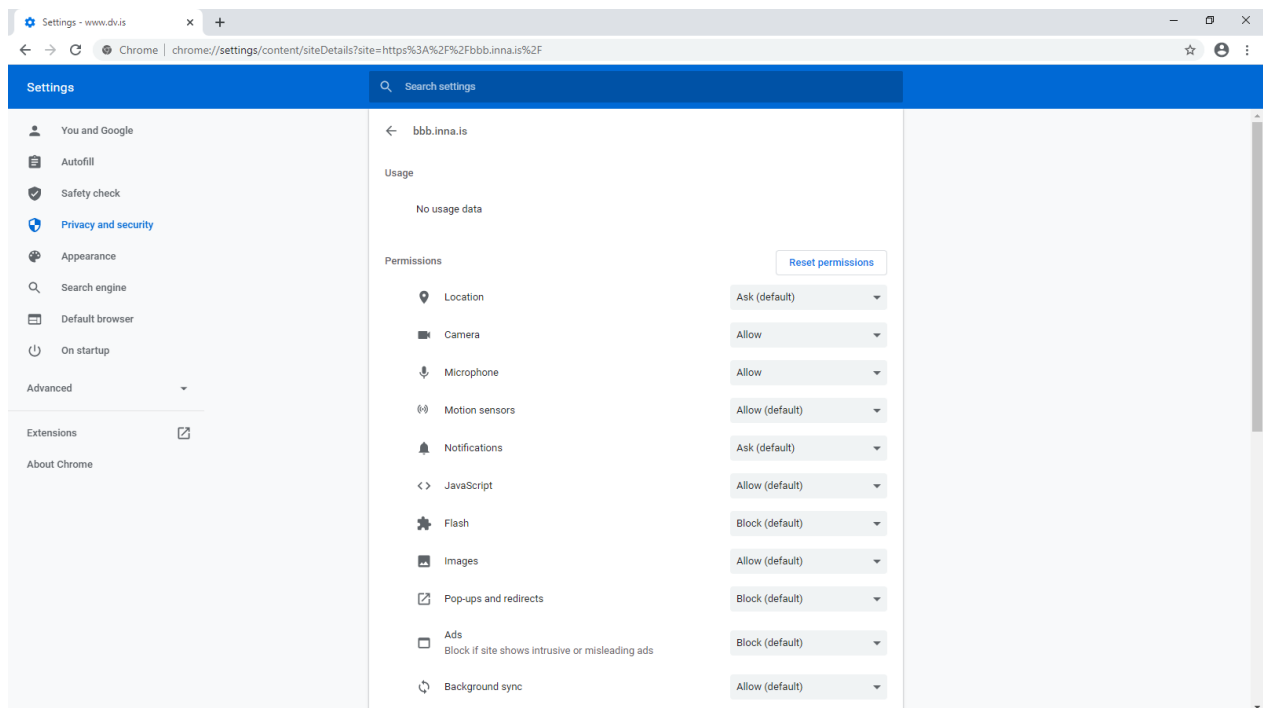 Settings - www.dv.is
Chrome | chrome://settings/content/siteDetails?site=https%3A%2F%2Fbbb.inna.is%2F
Settings
Search settings
You and Google
Autofill
Safety check
Privacy and security
Appearance
Search engine
Default browser
On startup
Advanced
Extensions
About Chrome
bbb.inna.is
Usage
No usage data
Permissions
Reset permissions
Location Ask (default)
Camera Allow
Microphone Allow
Motion sensors Allow (default)
Notifications Ask (default)
JavaScript Allow (default)
Flash Block (default)
Images Allow (default)
Pop-ups and redirects Block (default)
Ads Block (default)
Block if site shows intrusive or misleading ads
Background sync Allow (default)